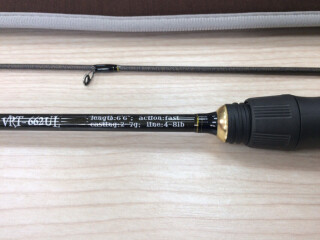 VRT-662UL
length:6'6"; action:fast
casting:2-7g; line:4-8lb